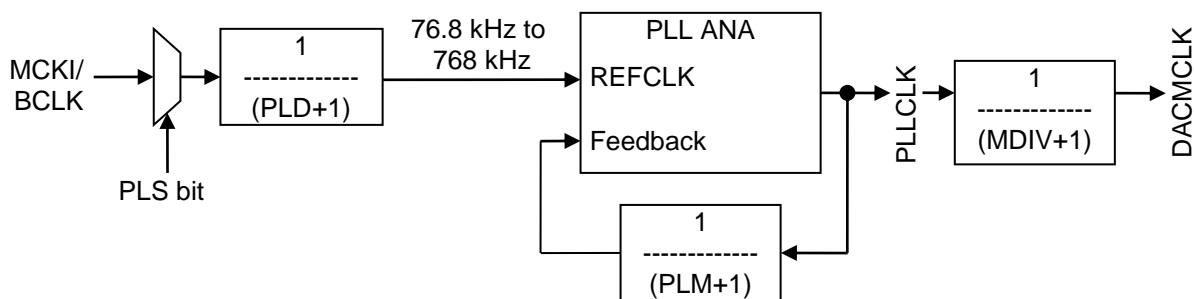 MCKI/
BCLK
PLS bit
1
------------
(PLD+1)
76.8 kHz to
768 kHz
PLL ANA
REFCLK
Feedback
1
------------
(PLM+1)
PLLCLK
1
------------
(MDIV+1)
DACMCLK